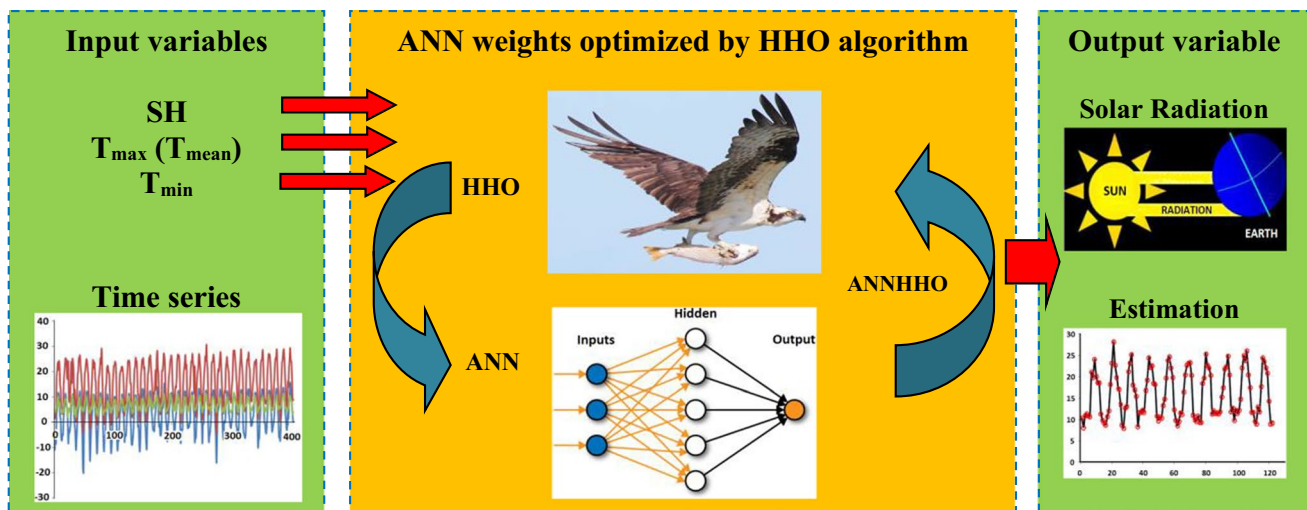 Input variables
SH
Tmax (Tmean)
Tmin
Time series
40
30
20
10
0
-10
-20
-30
0
100
200
300
400
ANN weights optimized by HHO algorithm
HHO
ANN
ANNHHO
Hidden
Inputs
Output
Output variable
Solar Radiation
SUN
RADIATION
EARTH
Estimation
30
25
20
15
10
5
0
0
20
40
60
80
100
120